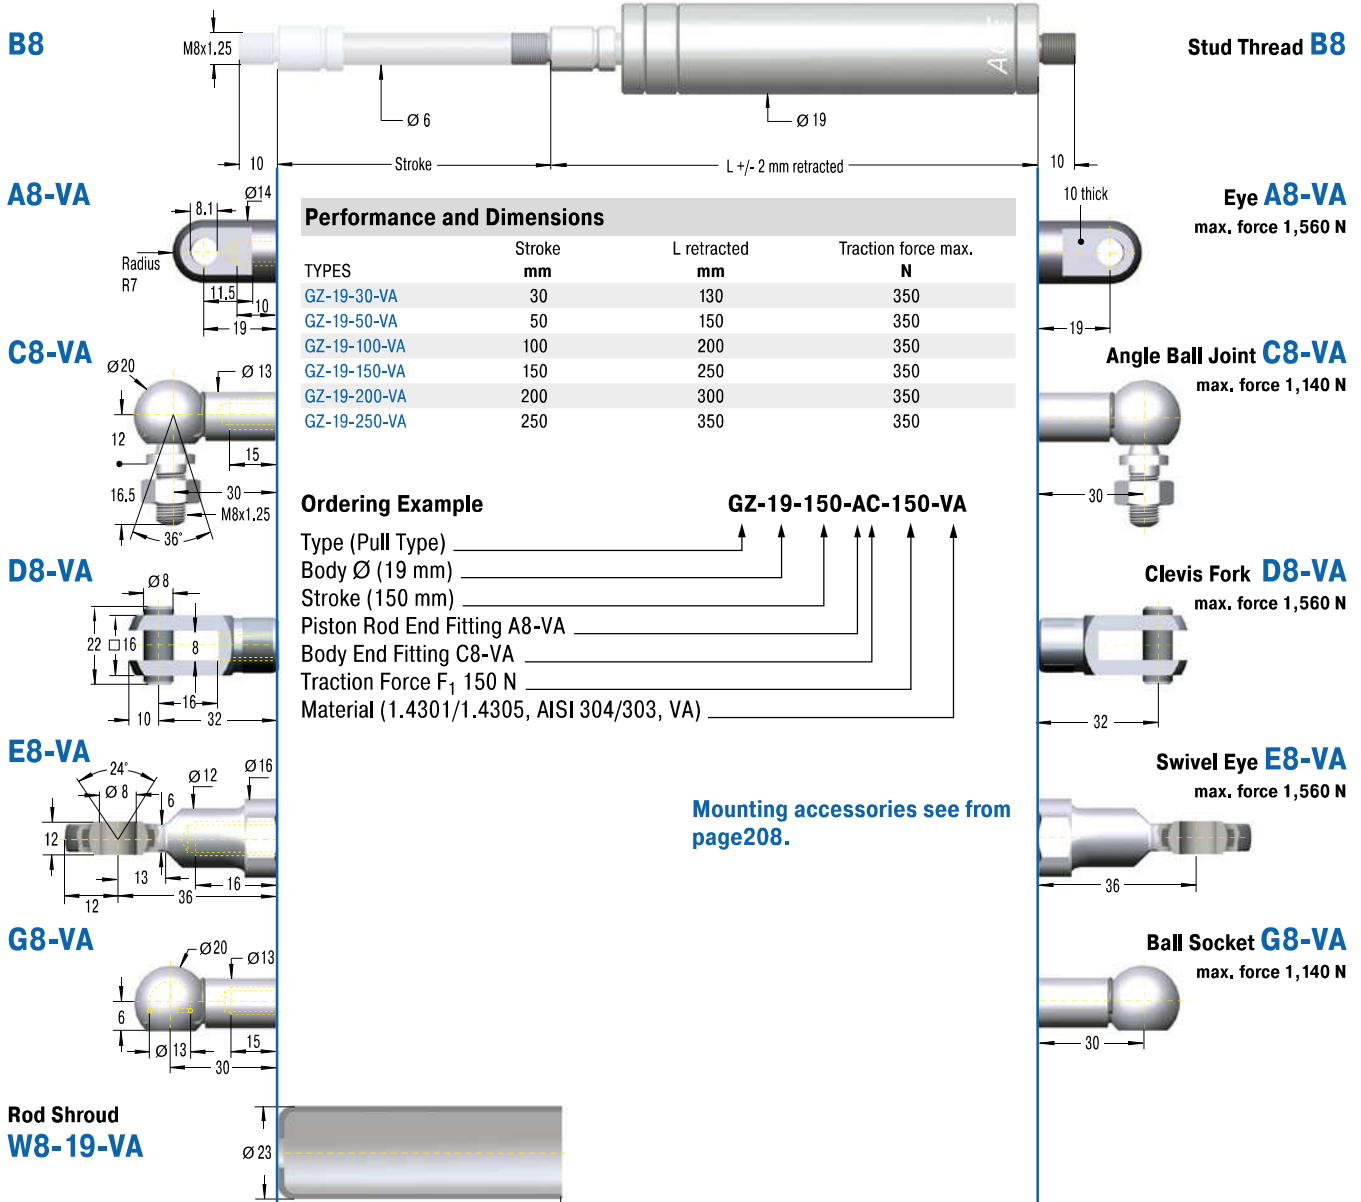 B8
M8x1.25
Stud Thread B8
AC
Ø 6
Ø 19
10
Stroke
L +/- 2 mm retracted
10
A8-VA
8.1
Ø14
Radius
R7
11.5
10
19
10 thick
19
Eye A8-VA
max. force 1,560 N
Performance and Dimensions
Stroke L retracted Traction force max.
TYPES mm mm N
GZ-19-30-VA 30 130 350
GZ-19-50-VA 50 150 350
GZ-19-100-VA 100 200 350
GZ-19-150-VA 150 250 350
GZ-19-200-VA 200 300 350
GZ-19-250-VA 250 350 350
C8-VA
Ø20
Ø 13
12
15
16.5
30
M8x1.25
36°
Angle Ball Joint C8-VA
max. force 1,140 N
30
Ordering Example GZ-19-150-AC-150-VA
Type (Pull Type)
Body Ø (19 mm)
Stroke (150 mm)
Piston Rod End Fitting A8-VA
Body End Fitting C8-VA
Traction Force F₁ 150 N
Material (1.4301/1.4305, AISI 304/303, VA)
D8-VA
Ø 8
22
□16
8
16
10
32
Clevis Fork D8-VA
max. force 1,560 N
32
E8-VA
24°
Ø 8
6
Ø12
Ø16
12
13
16
36
12
Swivel Eye E8-VA
max. force 1,560 N
36
Mounting accessories see from
page208.
G8-VA
Ø20
Ø13
6
Ø 13
15
30
Ball Socket G8-VA
max. force 1,140 N
30
Rod Shroud
W8-19-VA
Ø 23